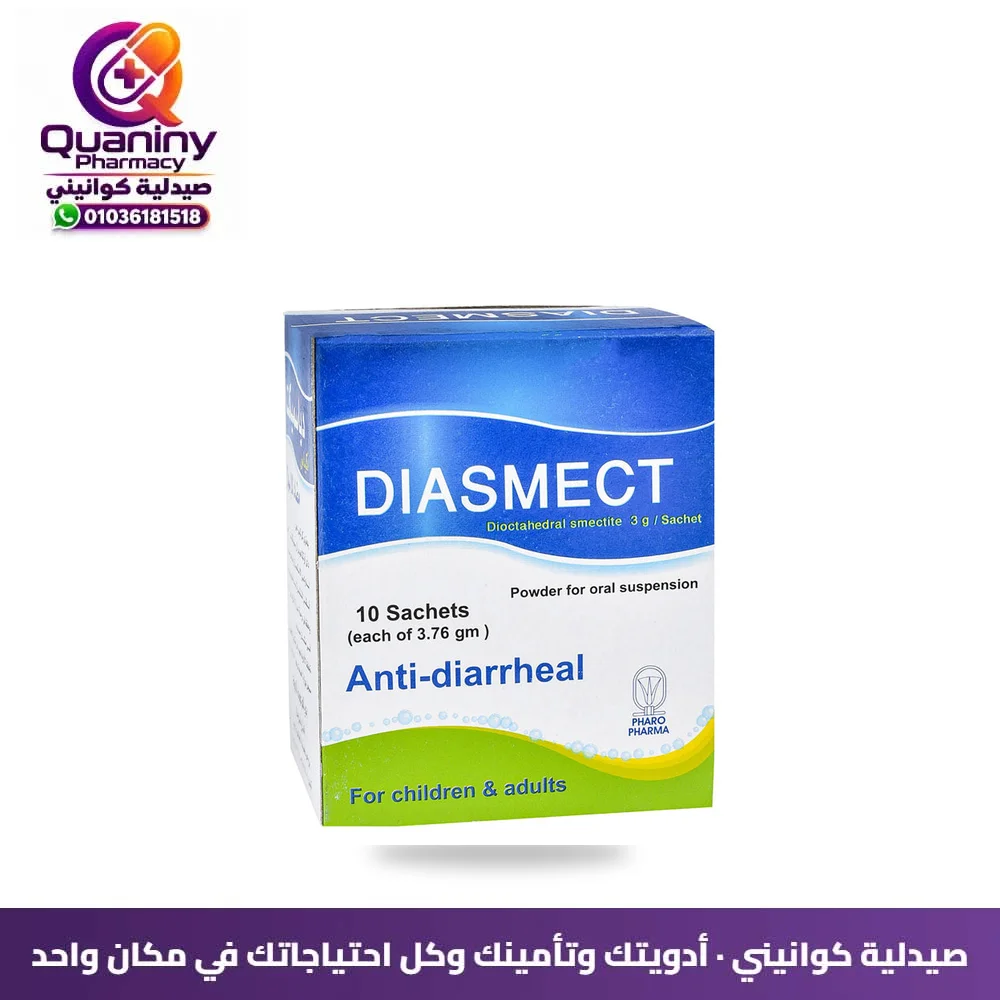 Quaniny
Pharmacy
صيدلية كوانيني
01036181518
DIASMECT
DIASMECT
Dioctahedral smectite 3 g / Sachet
Powder for oral suspension
10 Sachets
(each of 3.76 gm )
Anti-diarrheal
PHARO
PHARMA
For children & adults
صيدلية كوانيني · أدويتك وتأمينك وكل احتياجاتك في مكان واحد